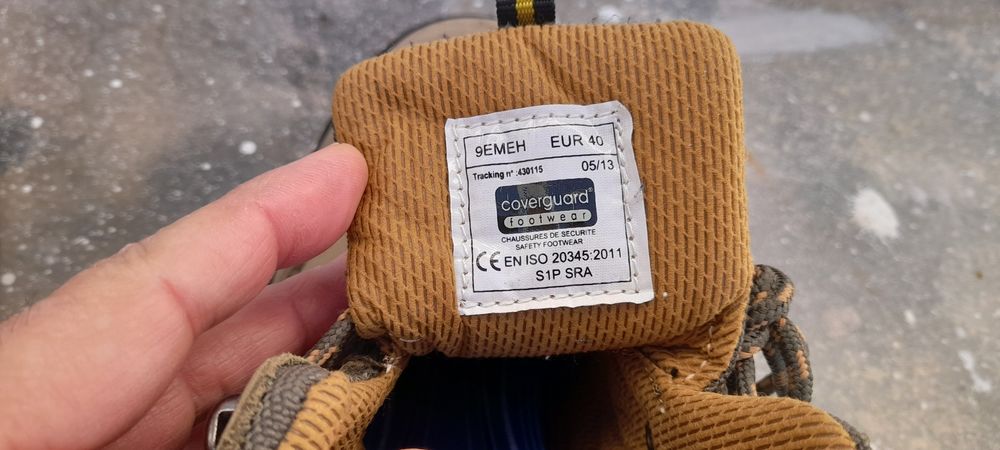 9EMEH EUR 40
Tracking n° :430115 05/13
coverguard®
footwear
CHAUSSURES DE SECURITE
SAFETY FOOTWEAR
CE EN ISO 20345:2011
S1P SRA